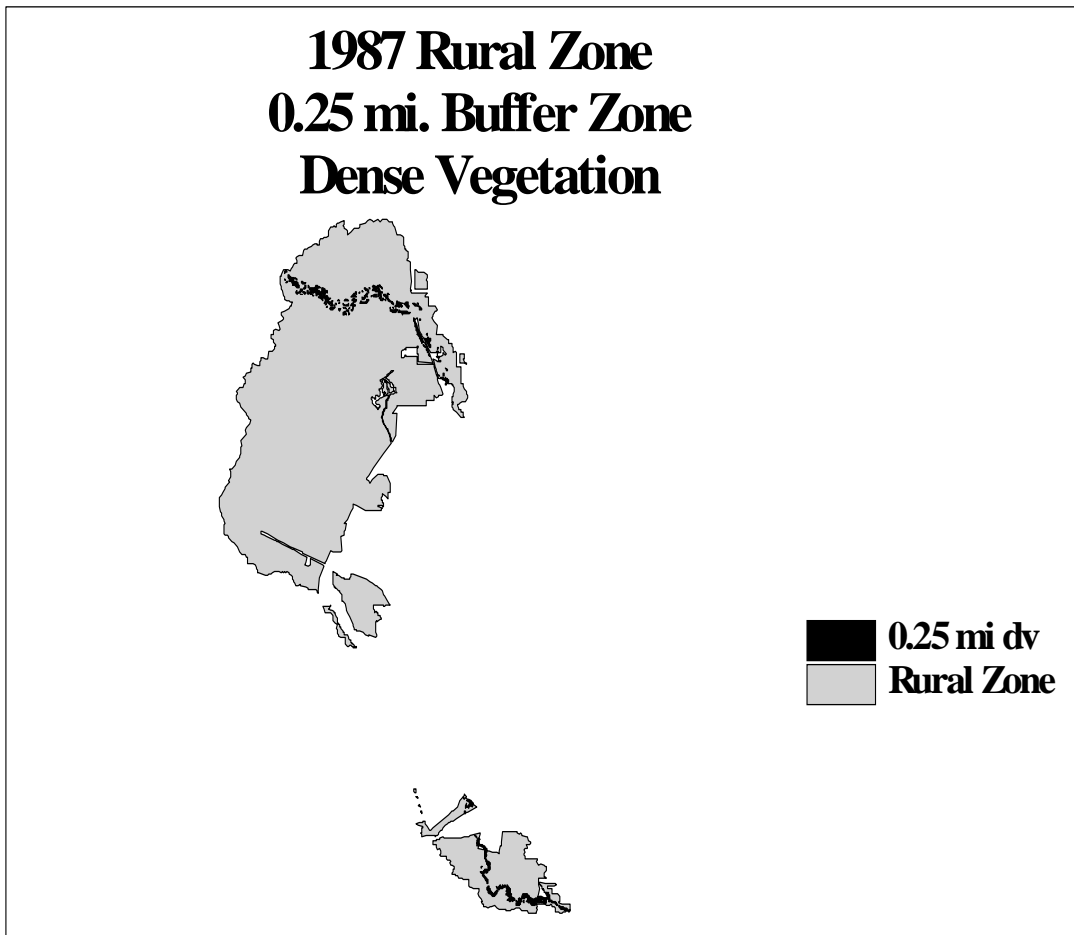 1987 Rural Zone
0.25 mi. Buffer Zone
Dense Vegetation
0.25 mi dv
Rural Zone